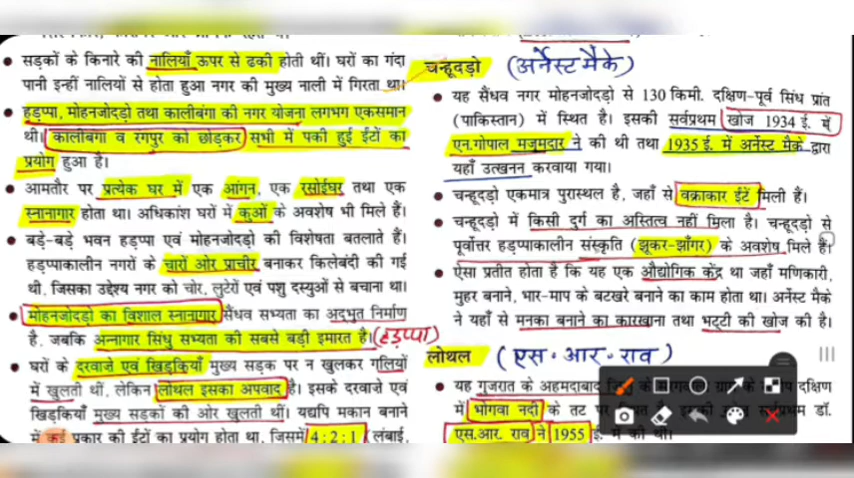 सड़कों के किनारे की नालियाँ ऊपर से ढकी होती थीं। घरों का गंदा
पानी इन्हीं नालियों से होता हुआ नगर की मुख्य नाली में गिरता था।
हड़प्पा, मोहनजोदड़ो तथा कालीबंगा की नगर योजना लगभग एकसमान
थी। कालीबंगा व रंगपुर को छोड़कर सभी में पकी हुई ईंटों का
प्रयोग हुआ है।
आमतौर पर प्रत्येक घर में एक आंगन, एक रसोईघर तथा एक
स्नानागार होता था। अधिकांश घरों में कुओं के अवशेष भी मिले हैं।
बड़े-बड़े भवन हड़प्पा एवं मोहनजोदड़ो की विशेषता बतलाते हैं।
हड़प्पाकालीन नगरों के चारों ओर प्राचीर बनाकर किलेबंदी की गई
थी, जिसका उद्देश्य नगर को चोर, लुटेरों एवं पशु दस्युओं से बचाना था।
मोहनजोदड़ो का विशाल स्नानागार सैंधव सभ्यता का अद्भुत निर्माण
है, जबकि अन्नागार सिंधु सभ्यता की सबसे बड़ी इमारत है। (हड़प्पा)
घरों के दरवाजे एवं खिड़कियाँ मुख्य सड़क पर न खुलकर गलियों
में खुलती थीं, लेकिन लोथल इसका अपवाद है। इसके दरवाजे एवं
खिड़कियाँ मुख्य सड़कों की ओर खुलती थीं। यद्यपि मकान बनाने
में कई प्रकार की ईंटों का प्रयोग होता था, जिसमें 4 : 2 : 1 (लंबाई,
चन्हूदड़ो (अर्नेस्ट मैके)
यह सैंधव नगर मोहनजोदड़ो से 130 किमी. दक्षिण-पूर्व सिंध प्रांत
(पाकिस्तान) में स्थित है। इसकी सर्वप्रथम खोज 1934 ई. में
एन.गोपाल मजूमदार ने की थी तथा 1935 ई. में अर्नेस्ट मैके द्वारा
यहाँ उत्खनन करवाया गया।
चन्हूदड़ो एकमात्र पुरास्थल है, जहाँ से वक्राकार ईंटें मिली हैं।
चन्हूदड़ो में किसी दुर्ग का अस्तित्व नहीं मिला है। चन्हूदड़ो से
पूर्वोत्तर हड़प्पाकालीन संस्कृति (झूकर-झाँगर) के अवशेष मिले हैं।
ऐसा प्रतीत होता है कि यह एक औद्योगिक केंद्र था जहाँ मणिकारी,
मुहर बनाने, भार-माप के बटखरे बनाने का काम होता था। अर्नेस्ट मैके
ने यहाँ से मनका बनाने का कारखाना तथा भट्टी की खोज की है।
लोथल (एस॰आर॰राव)
यह गुजरात के अहमदाबाद दक्षिण
में भोगवा नदी के तट पर डॉ.
एस.आर. राव ने 1955 ई. में की थी।